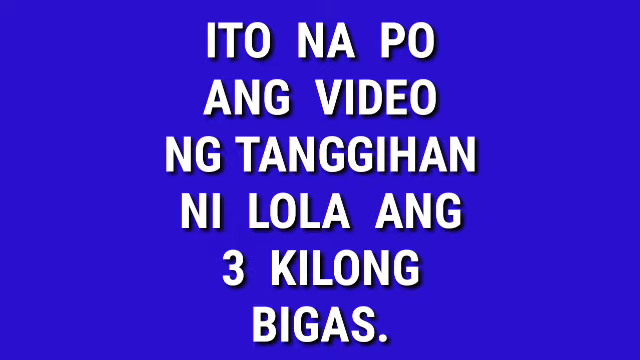 ITO NA PO
ANG VIDEO
NG TANGGIHAN
NI LOLA ANG
3 KILONG
BIGAS.